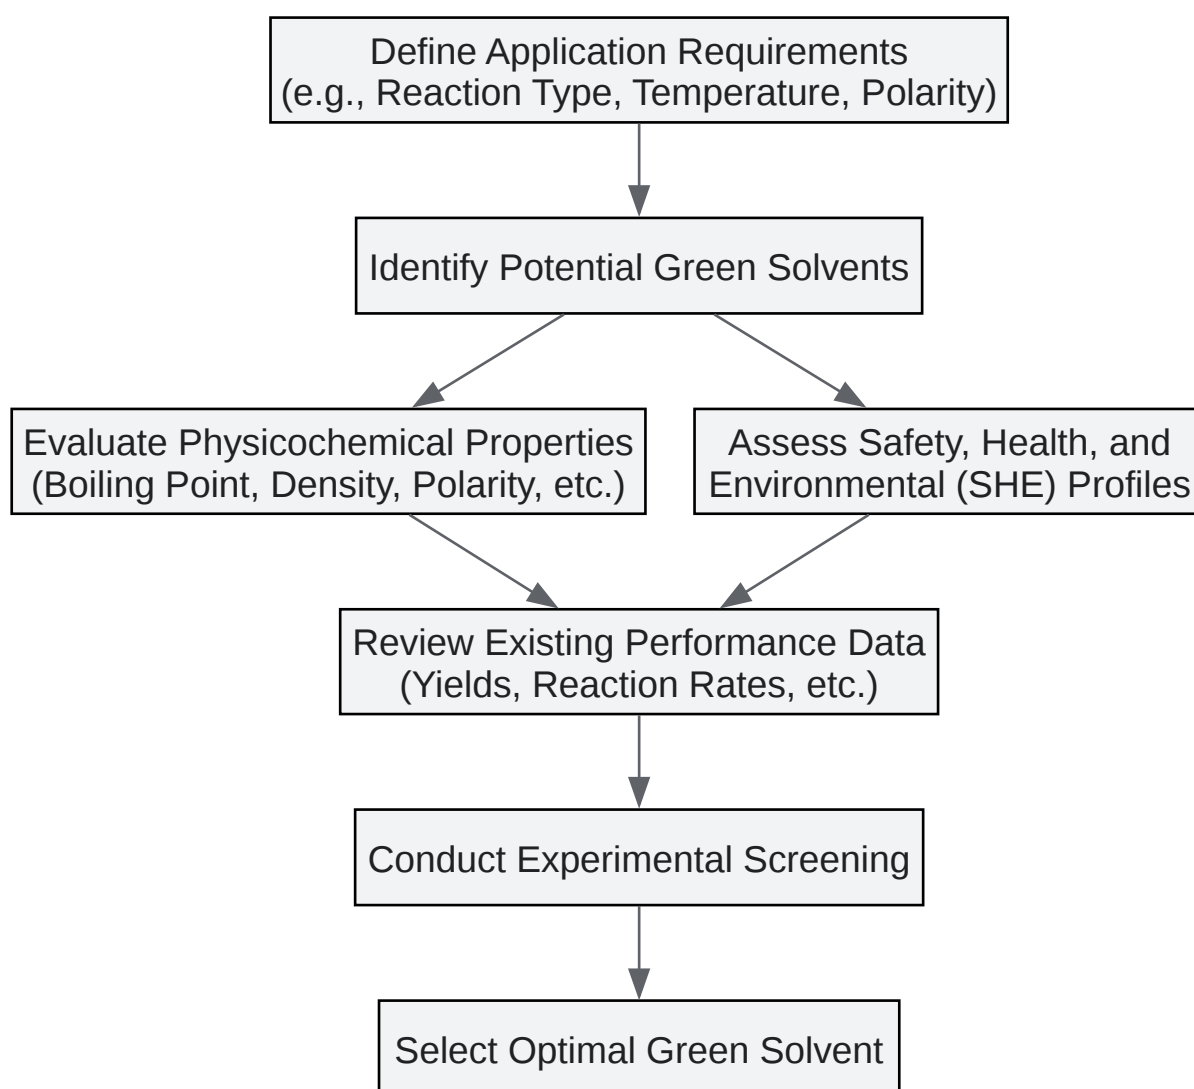 Define Application Requirements
(e.g., Reaction Type, Temperature, Polarity)
Identify Potential Green Solvents
Evaluate Physicochemical Properties
(Boiling Point, Density, Polarity, etc.)
Assess Safety, Health, and
Environmental (SHE) Profiles
Review Existing Performance Data
(Yields, Reaction Rates, etc.)
Conduct Experimental Screening
Select Optimal Green Solvent